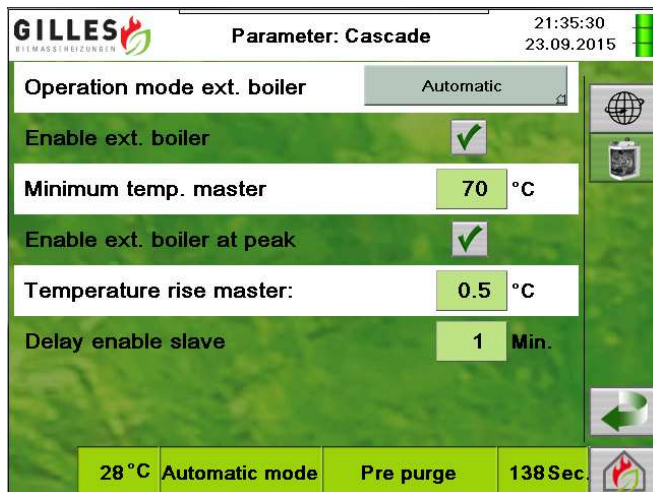 GILLES
BIOMASSEHEIZUNGEN
Parameter: Cascade
21:35:30
23.09.2015
Operation mode ext. boiler Automatic
Enable ext. boiler
Minimum temp. master 70 °C
Enable ext. boiler at peak
Temperature rise master: 0.5 °C
Delay enable slave 1 Min.
28°C Automatic mode Pre purge 138Sec.